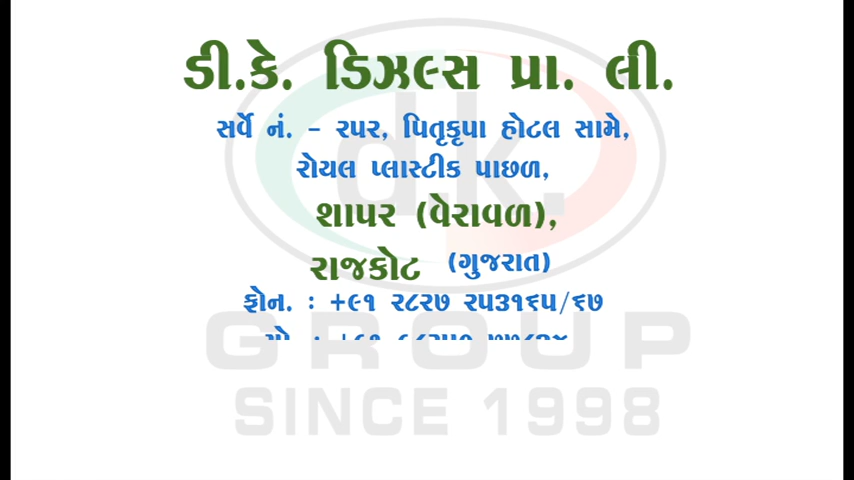 ડી.કે. ડિઝલ્સ પ્રા. લી.
સર્વે નં. - ૨૫૨, પિતૃકૃપા હોટલ સામે,
રોયલ પ્લાસ્ટીક પાછળ,
શાપર (વેરાવળ),
રાજકોટ (ગુજરાત)
ફોન. : +૯૧ ૨૮૨૭ ૨૫૩૧૬૫/૬૭
d.k.
GROUP
SINCE 1998